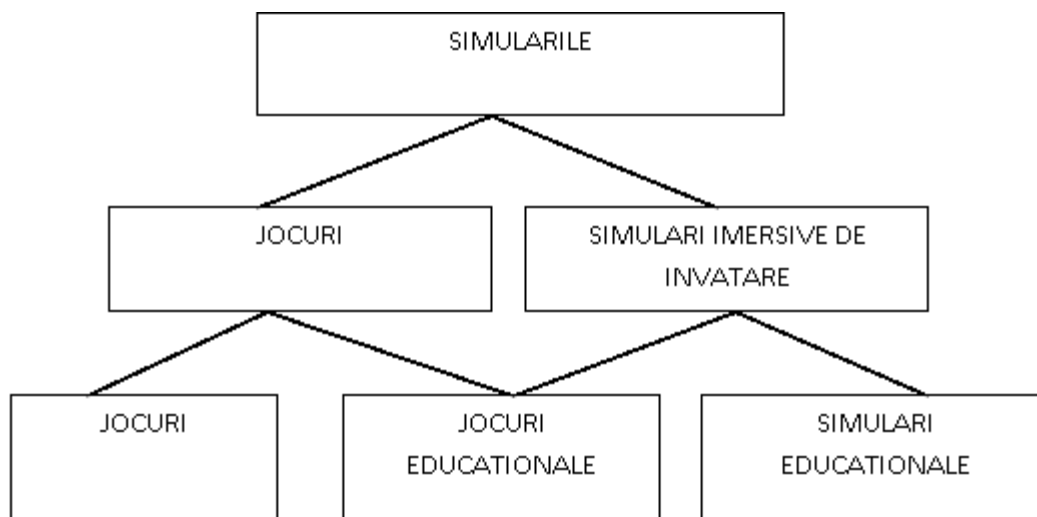 SIMULARILE
JOCURI
SIMULARI IMERSIVE DE
INVATARE
JOCURI
JOCURI
EDUCATIONALE
SIMULARI
EDUCATIONALE